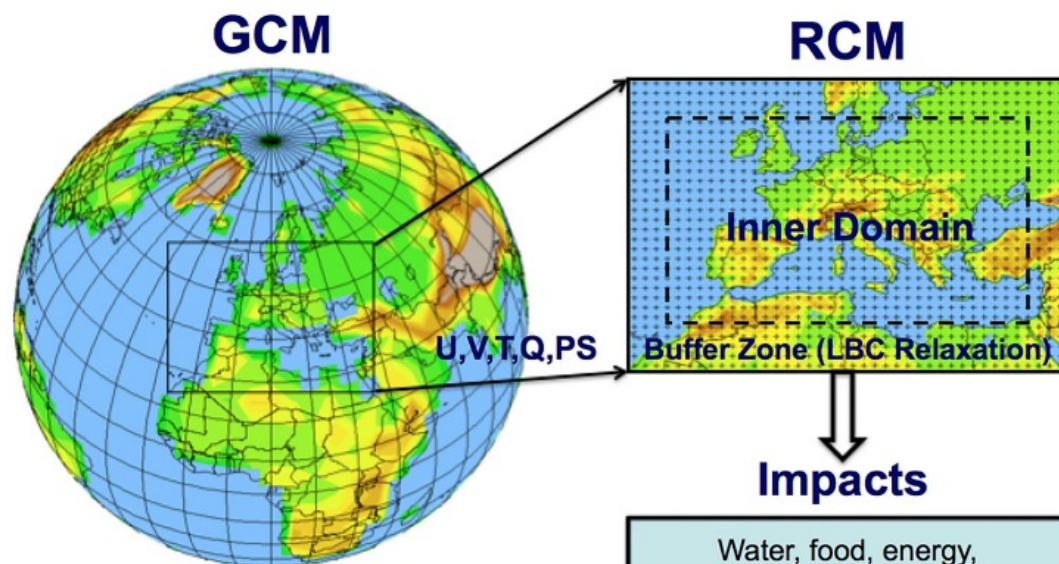 GCM
RCM
Inner Domain
U,V,T,Q,PS
Buffer Zone (LBC Relaxation)
Impacts
Water, food, energy,